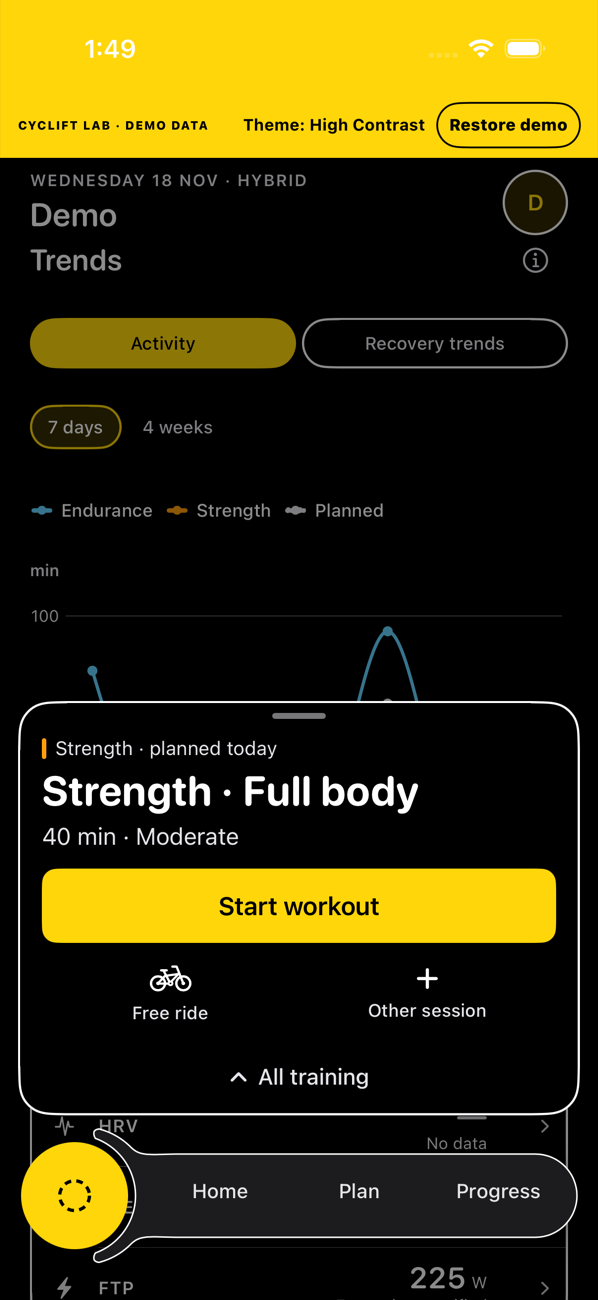 1:49
CYCLIFT LAB · DEMO DATA
Theme: High Contrast
Restore demo
WEDNESDAY 18 NOV · HYBRID
Demo
D
Trends
Activity
Recovery trends
7 days
4 weeks
Endurance
Strength
Planned
min
100
Strength · planned today
Strength · Full body
40 min · Moderate
Start workout
Free ride
Other session
All training
HRV
No data
Home
Plan
Progress
FTP
225 W